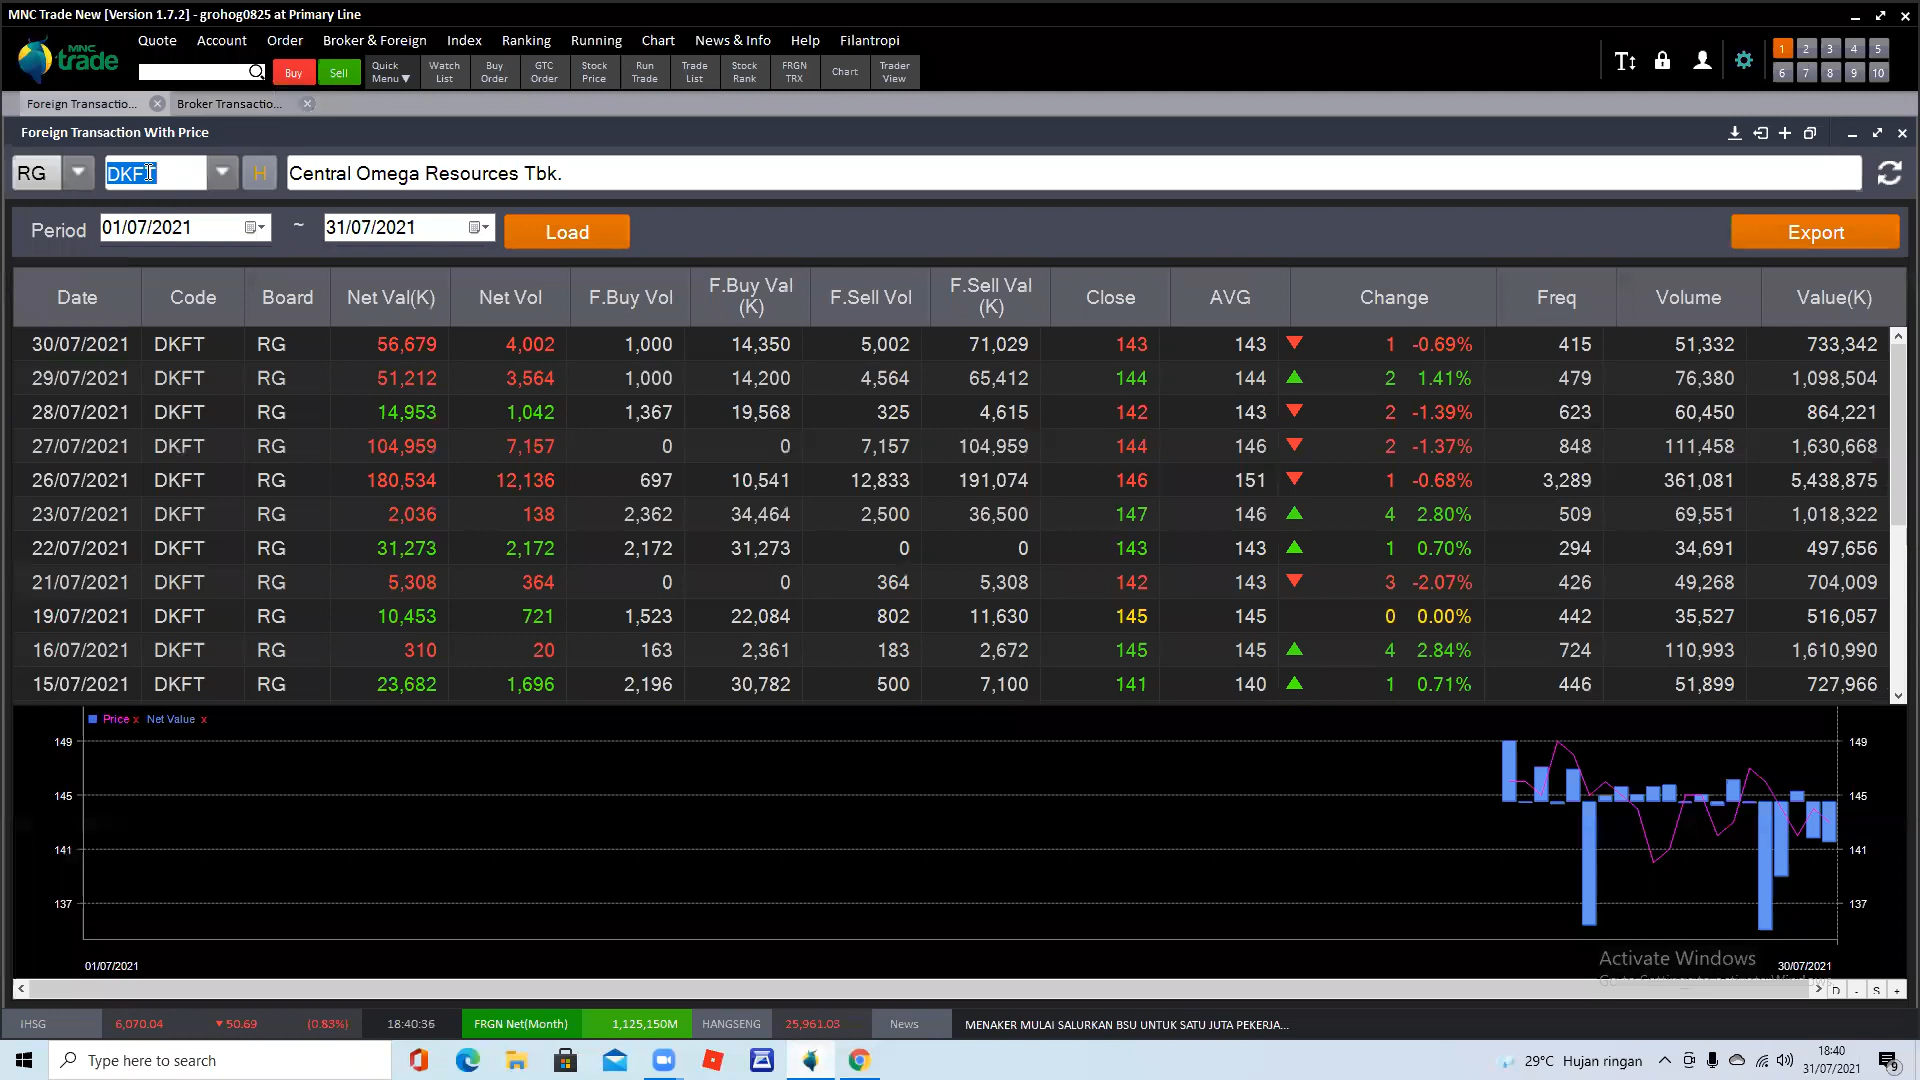 MNC Trade New [Version 1.7.2] - grohog0825 at Primary Line
MNC trade
Quote Account Order Broker & Foreign Index Ranking Running Chart News & Info Help Filantropi
Buy Sell Quick Menu▼ Watch List Buy Order GTC Order Stock Price Run Trade Trade List Stock Rank FRGN TRX Chart Trader View
1 2 3 4 5
6 7 8 9 10
Foreign Transactio... Broker Transactio...
Foreign Transaction With Price
RG DKFT H Central Omega Resources Tbk.
Period 01/07/2021 ~ 31/07/2021 Load Export
Date Code Board Net Val(K) Net Vol F.Buy Vol F.Buy Val (K) F.Sell Vol F.Sell Val (K) Close AVG Change Freq Volume Value(K)
30/07/2021 DKFT RG 56,679 4,002 1,000 14,350 5,002 71,029 143 143 ▼ 1 -0.69% 415 51,332 733,342
29/07/2021 DKFT RG 51,212 3,564 1,000 14,200 4,564 65,412 144 144 ▲ 2 1.41% 479 76,380 1,098,504
28/07/2021 DKFT RG 14,953 1,042 1,367 19,568 325 4,615 142 143 ▼ 2 -1.39% 623 60,450 864,221
27/07/2021 DKFT RG 104,959 7,157 0 0 7,157 104,959 144 146 ▼ 2 -1.37% 848 111,458 1,630,668
26/07/2021 DKFT RG 180,534 12,136 697 10,541 12,833 191,074 146 151 ▼ 1 -0.68% 3,289 361,081 5,438,875
23/07/2021 DKFT RG 2,036 138 2,362 34,464 2,500 36,500 147 146 ▲ 4 2.80% 509 69,551 1,018,322
22/07/2021 DKFT RG 31,273 2,172 2,172 31,273 0 0 143 143 ▲ 1 0.70% 294 34,691 497,656
21/07/2021 DKFT RG 5,308 364 0 0 364 5,308 142 143 ▼ 3 -2.07% 426 49,268 704,009
19/07/2021 DKFT RG 10,453 721 1,523 22,084 802 11,630 145 145 0 0.00% 442 35,527 516,057
16/07/2021 DKFT RG 310 20 163 2,361 183 2,672 145 145 ▲ 4 2.84% 724 110,993 1,610,990
15/07/2021 DKFT RG 23,682 1,696 2,196 30,782 500 7,100 141 140 ▲ 1 0.71% 446 51,899 727,966
Price x Net Value x
149 149
145 145
141 141
137 137
Activate Windows
01/07/2021 30/07/2021
D - S +
IHSG 6,070.04 ▼50.69 (0.83%) 18:40:36 FRGN Net(Month) 1,125,150M HANGSENG 25,961.03 News MENAKER MULAI SALURKAN BSU UNTUK SATU JUTA PEKERJA...
Type here to search 29°C Hujan ringan 18:40
31/07/2021 9